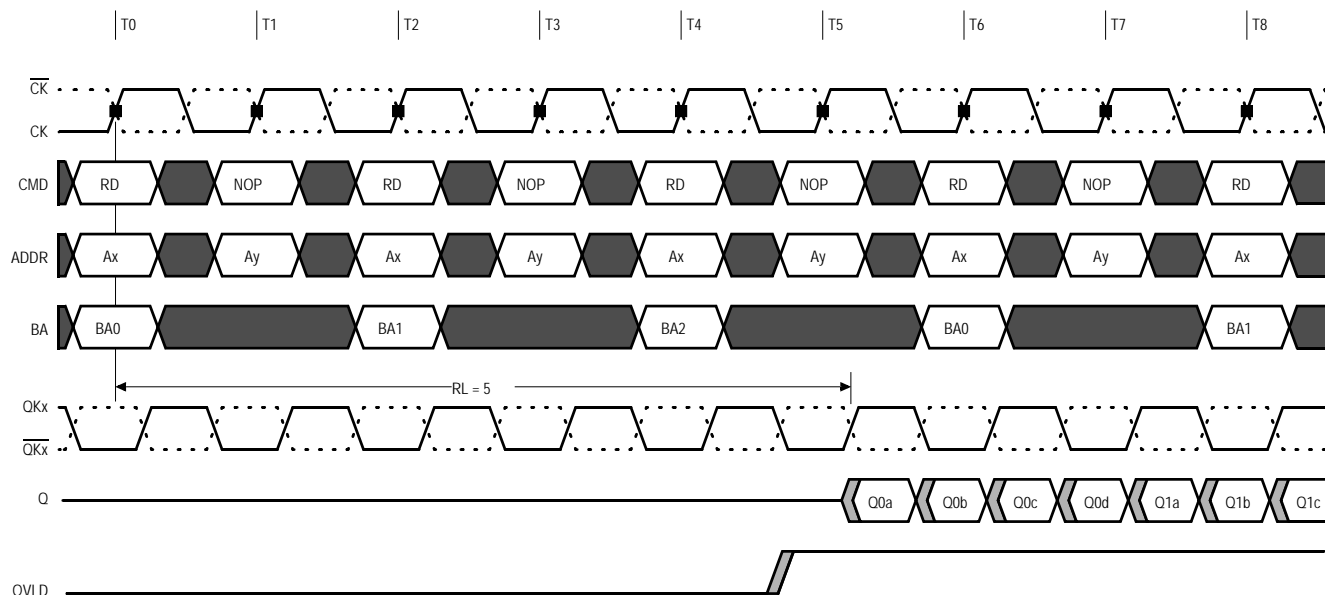 T0 T1 T2 T3 T4 T5 T6 T7 T8
CK
CK
CMD RD NOP RD NOP RD NOP RD NOP RD
ADDR Ax Ay Ax Ay Ax Ay Ax Ay Ax
BA BA0 BA1 BA2 BA0 BA1
RL = 5
QKx
QKx
Q Q0a Q0b Q0c Q0d Q1a Q1b Q1c
QVLD